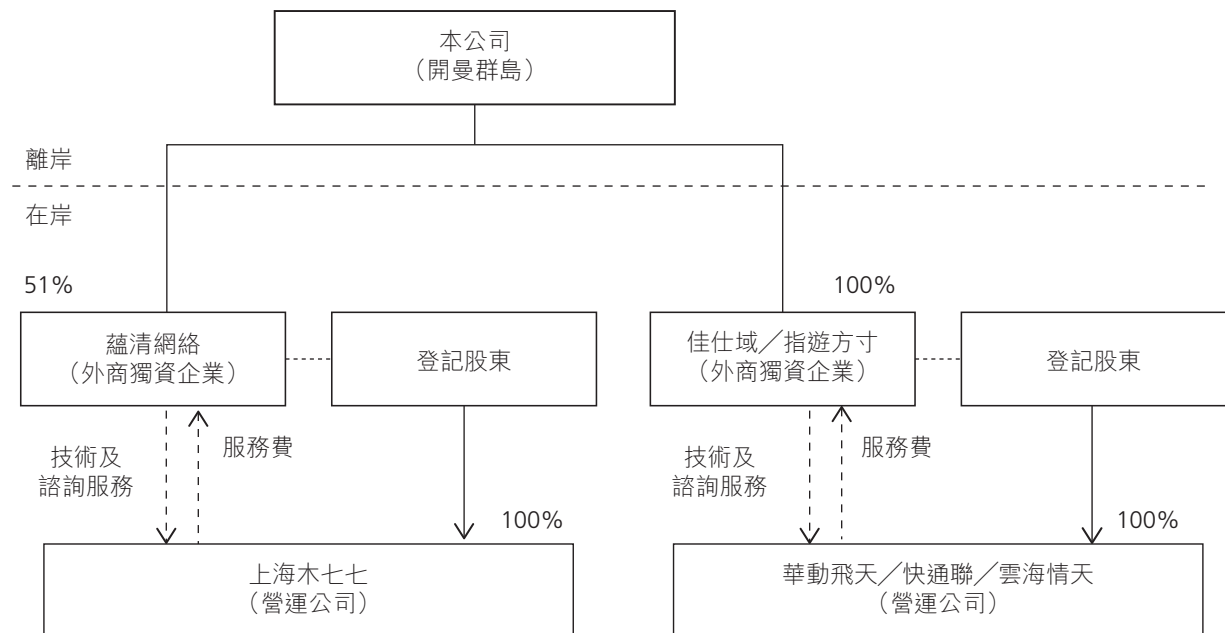 本公司
（開曼群島）
離岸
在岸
51%
100%
蘊清網絡
（外商獨資企業）
登記股東
佳仕域／指遊方寸
（外商獨資企業）
登記股東
技術及
諮詢服務
服務費
技術及
諮詢服務
服務費
100%
100%
上海木七七
（營運公司）
華動飛天／快通聯／雲海情天
（營運公司）